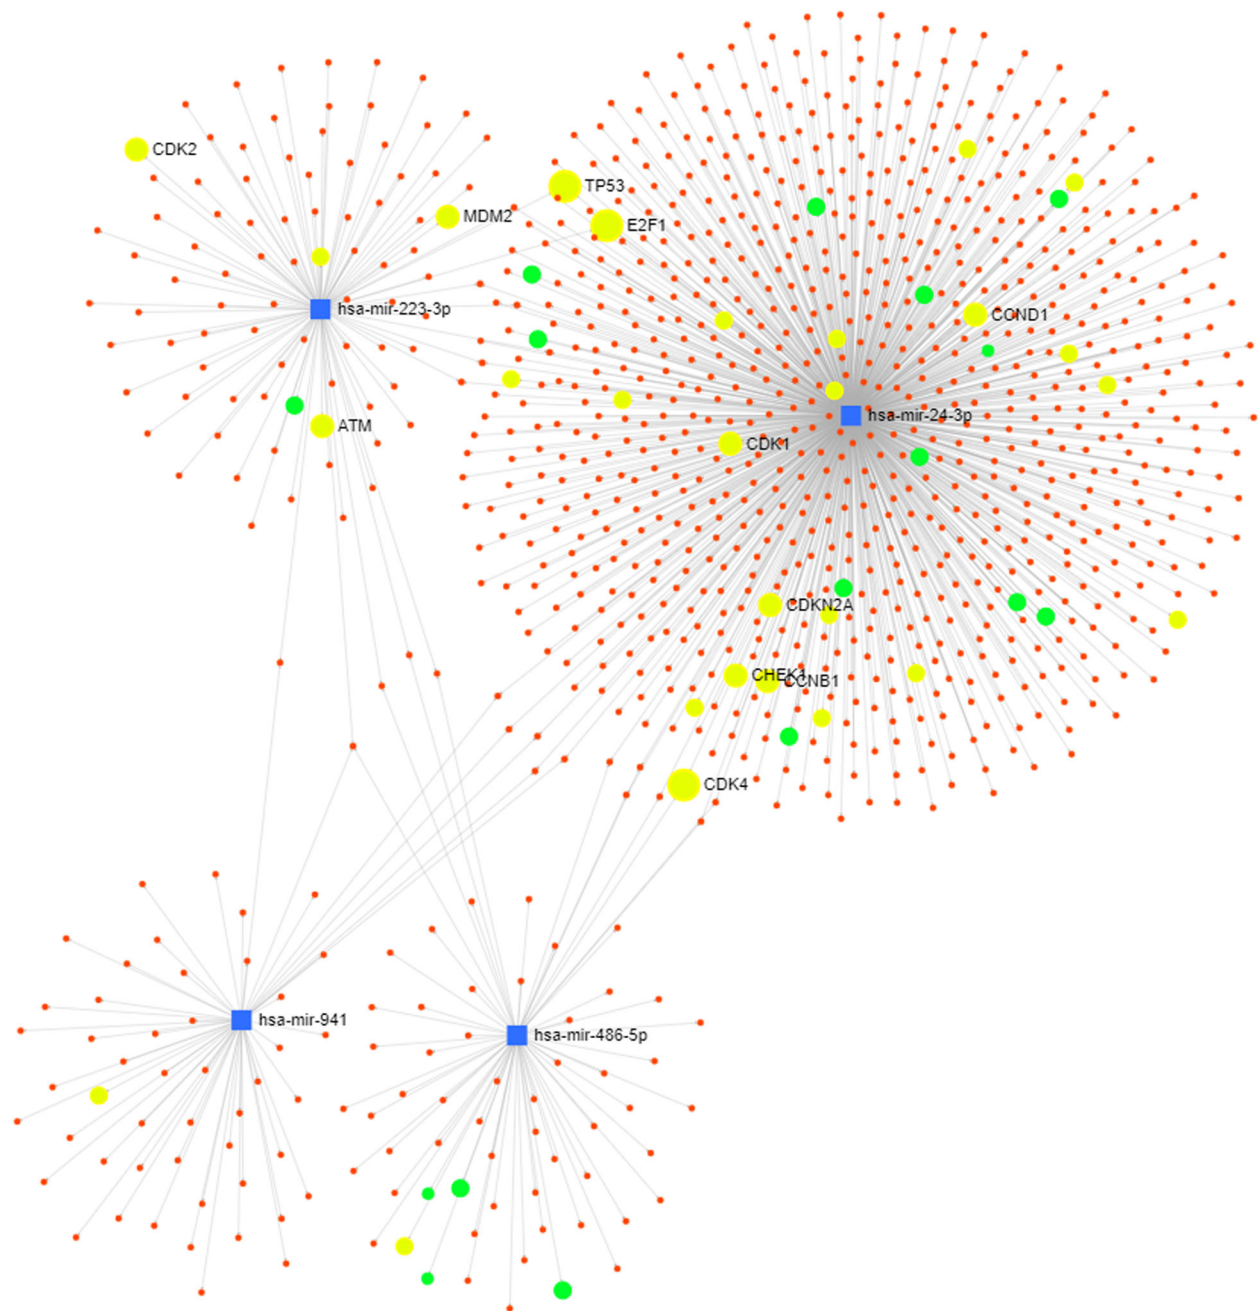 CDK2
TP53
MDM2
E2F1
hsa-mir-223-3p
CCND1
hsa-mir-24-3p
ATM
CDK1
CDKN2A
CHEK1
CCNB1
CDK4
hsa-mir-941
hsa-mir-486-5p